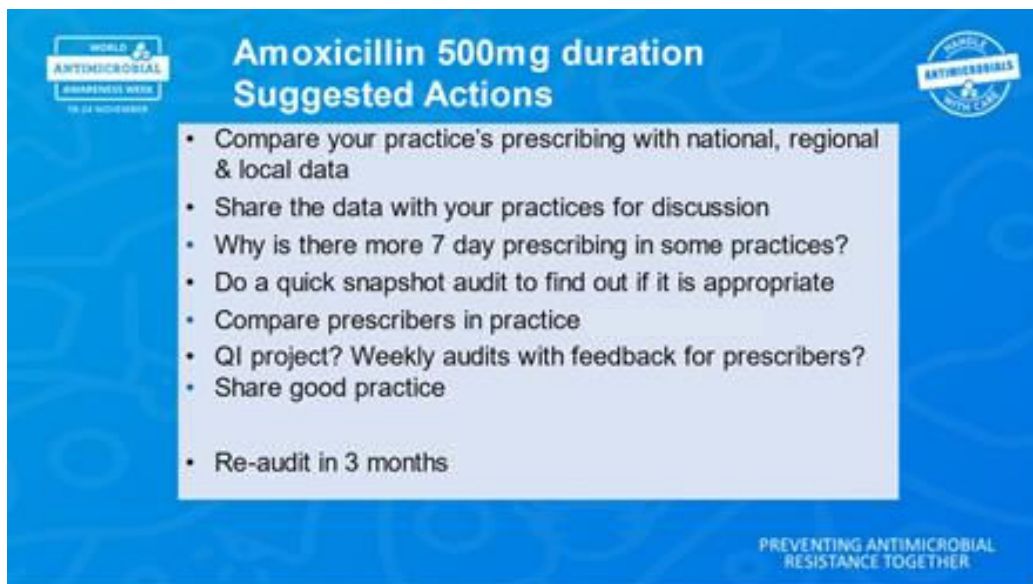 WORLD
ANTIMICROBIAL
AWARENESS WEEK
18-24 NOVEMBER
Amoxicillin 500mg duration
Suggested Actions
HANDLE
ANTIMICROBIALS
WITH CARE
• Compare your practice's prescribing with national, regional
& local data
• Share the data with your practices for discussion
• Why is there more 7 day prescribing in some practices?
• Do a quick snapshot audit to find out if it is appropriate
• Compare prescribers in practice
• QI project? Weekly audits with feedback for prescribers?
• Share good practice
• Re-audit in 3 months
PREVENTING ANTIMICROBIAL
RESISTANCE TOGETHER